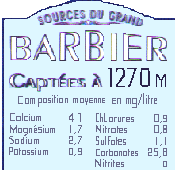 SOURCES DU GRAND
BARBIER
CAPTÉES À 1270 M
Composition moyenne en mg/litre
Calcium 4,1 Chlorures 0,9
Magnésium 1,7 Nitrates 0,8
Sodium 2,7 Sulfates 1,1
Potassium 0,9 Carbonates 25,8
Nitrites 0